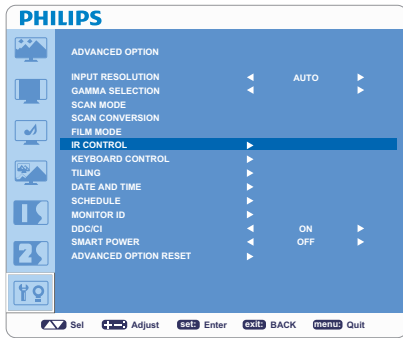 PHILIPS
ADVANCED OPTION
INPUT RESOLUTION AUTO
GAMMA SELECTION
SCAN MODE
SCAN CONVERSION
FILM MODE
IR CONTROL
KEYBOARD CONTROL
TILING
DATE AND TIME
SCHEDULE
MONITOR ID
DDC/CI ON
SMART POWER OFF
ADVANCED OPTION RESET
Sel Adjust set: Enter exit: BACK menu: Quit